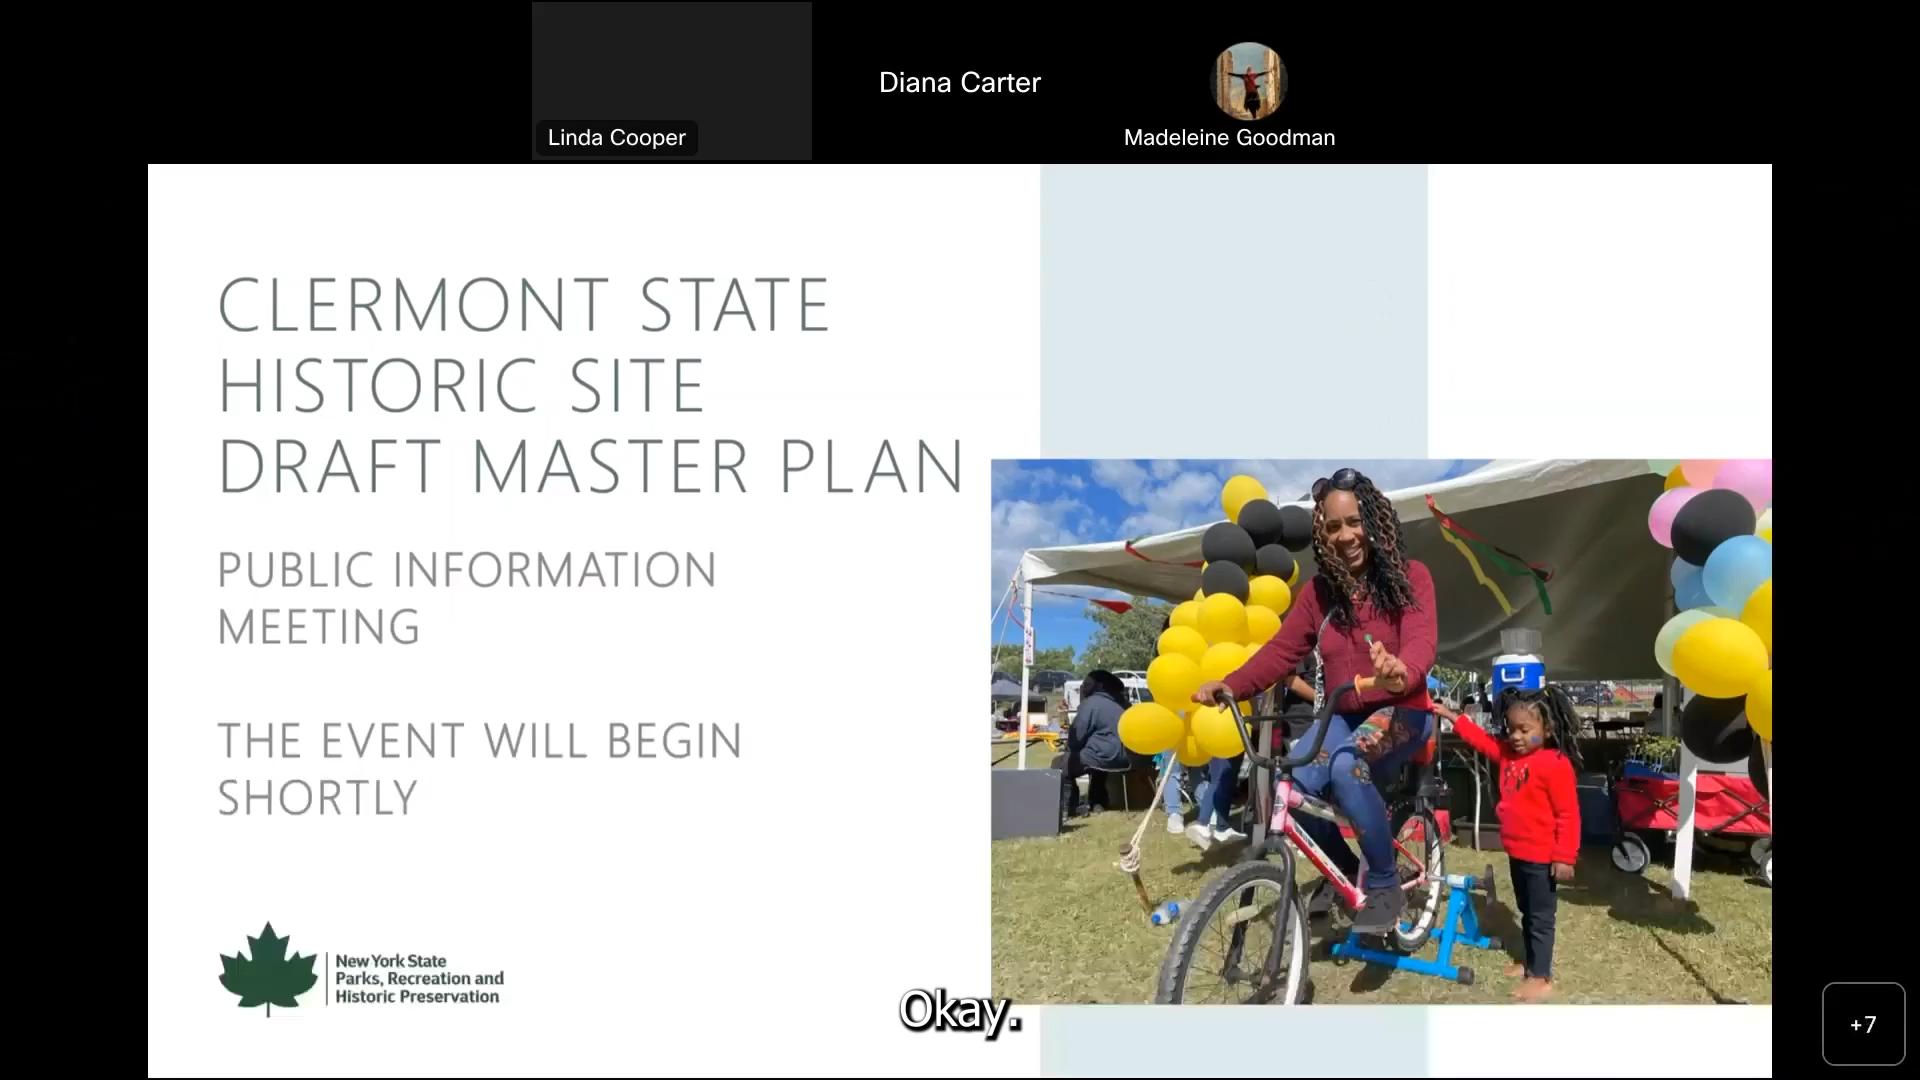 Diana Carter
Linda Cooper
Madeleine Goodman
CLERMONT STATE
HISTORIC SITE
DRAFT MASTER PLAN
PUBLIC INFORMATION
MEETING
THE EVENT WILL BEGIN
SHORTLY
New York State
Parks, Recreation and
Historic Preservation
Okay.
+7